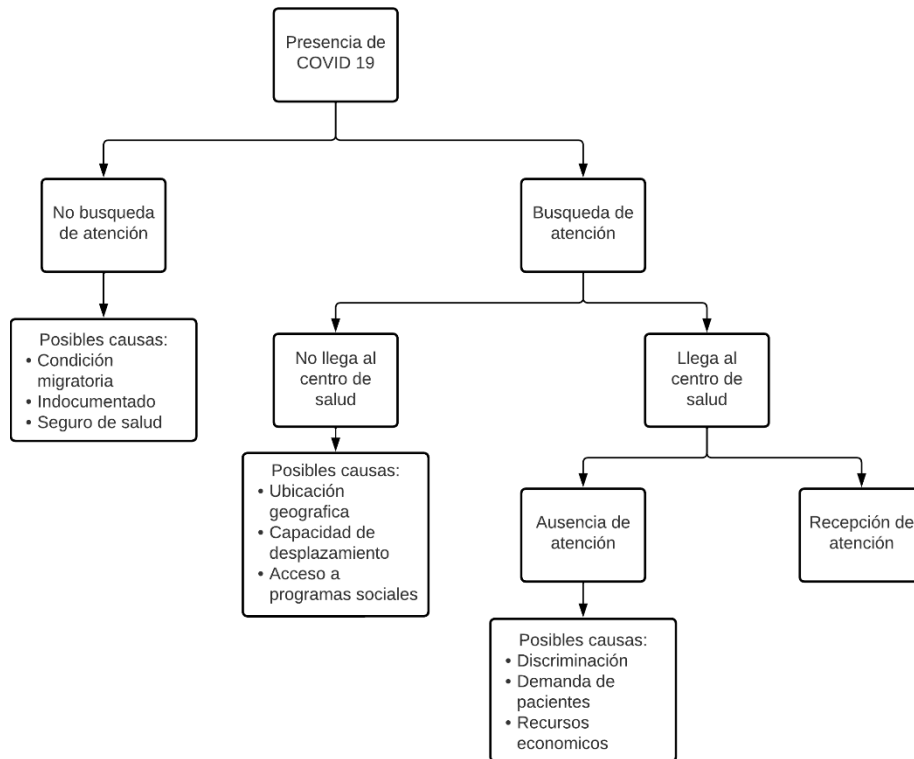 Presencia de
COVID 19
No busqueda
de atención
Busqueda de
atención
Posibles causas:
• Condición
migratoria
• Indocumentado
• Seguro de salud
No llega al
centro de
salud
Llega al
centro de
salud
Posibles causas:
• Ubicación
geografica
• Capacidad de
desplazamiento
• Acceso a
programas sociales
Ausencia de
atención
Recepción de
atención
Posibles causas:
• Discriminación
• Demanda de
pacientes
• Recursos
economicos